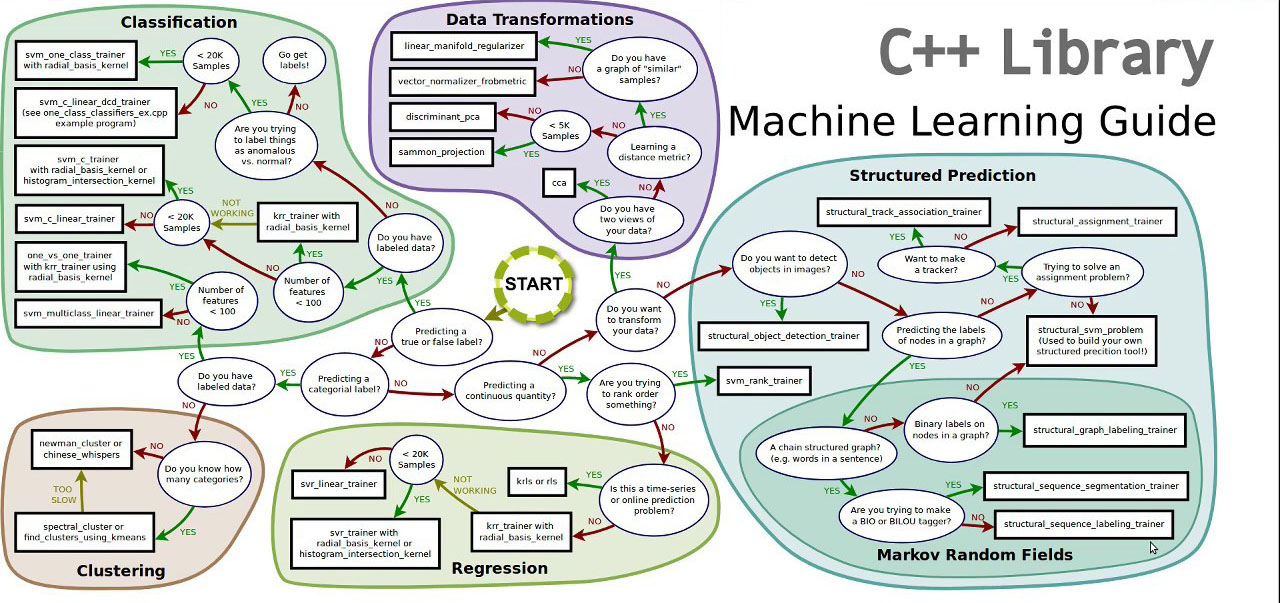 C++ Library
Machine Learning Guide
Classification
svm_one_class_trainer
with radial_basis_kernel
YES
< 20K
Samples
Go get
labels!
NO
svm_c_linear_dcd_trainer
(see one_class_classifiers_ex.cpp
example program)
YES
NO
Are you trying
to label things
as anomalous
vs. normal?
svm_c_trainer
with radial_basis_kernel or
histogram_intersection_kernel
YES
NOT
WORKING
NO
svm_c_linear_trainer
NO
< 20K
Samples
krr_trainer with
radial_basis_kernel
Do you have
labeled data?
one_vs_one_trainer
with krr_trainer using
radial_basis_kernel
YES
NO
YES
YES
Number of
features
< 100
Number of
features
< 100
svm_multiclass_linear_trainer
NO
YES
YES
Data Transformations
linear_manifold_regularizer
YES
Do you have
a graph of "similar"
samples?
vector_normalizer_frobmetric
NO
discriminant_pca
NO
< 5K
Samples
NO
YES
sammon_projection
YES
Learning a
distance metric?
cca
YES
NO
Do you have
two views of
your data?
YES
START
Predicting a
true or false label?
NO
Do you want
to transform
your data?
NO
Do you have
labeled data?
YES
Predicting a
categorial label?
NO
Predicting a
continuous quantity?
NO
YES
Are you trying
to rank order
something?
YES
svm_rank_trainer
NO
NO
Clustering
newman_cluster or
chinese_whispers
NO
Do you know how
many categories?
TOO
SLOW
spectral_cluster or
find_clusters_using_kmeans
YES
Regression
< 20K
Samples
NO
svr_linear_trainer
YES
NOT
WORKING
krls or rls
YES
Is this a time-series
or online prediction
problem?
svr_trainer with
radial_basis_kernel or
histogram_intersection_kernel
krr_trainer with
radial_basis_kernel
NO
Structured Prediction
structural_track_association_trainer
structural_assignment_trainer
YES
NO
Do you want to detect
objects in images?
Want to make
a tracker?
YES
Trying to solve an
assignment problem?
NO
YES
NO
NO
structural_object_detection_trainer
Predicting the labels
of nodes in a graph?
structural_svm_problem
(Used to build your own
structured precition tool!)
YES
NO
A chain structured graph?
(e.g. words in a sentence)
NO
Binary labels on
nodes in a graph?
YES
structural_graph_labeling_trainer
YES
Are you trying to make
a BIO or BILOU tagger?
YES
structural_sequence_segmentation_trainer
NO
structural_sequence_labeling_trainer
Markov Random Fields